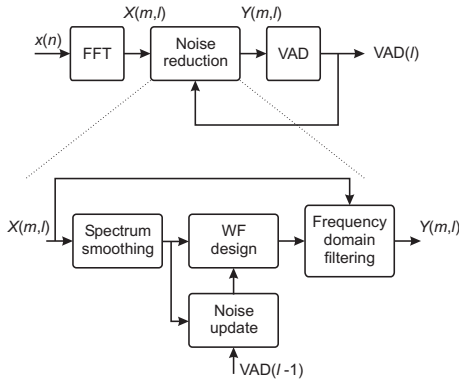 X(m,l)
Y(m,l)
x(n)
FFT
Noise
reduction
VAD
VAD(l)
X(m,l)
Spectrum
smoothing
WF
design
Frequency
domain
filtering
Y(m,l)
Noise
update
VAD(l -1)